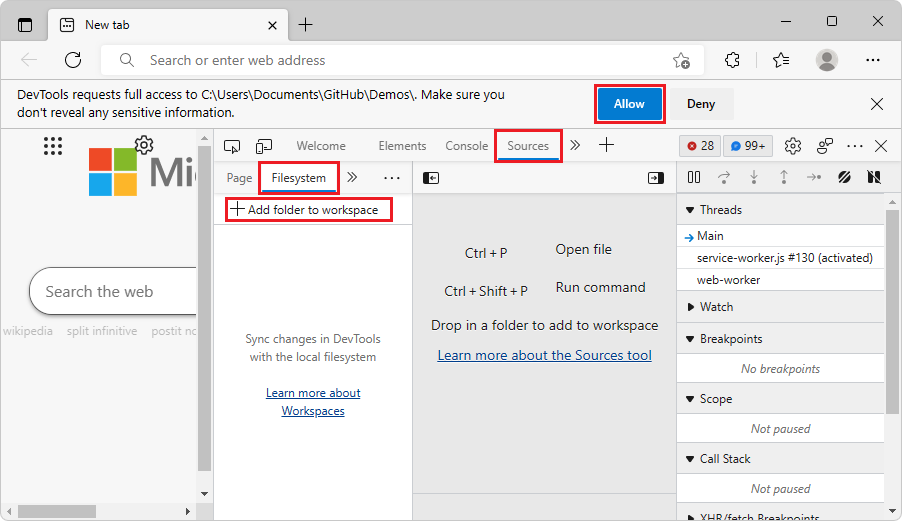 New tab
Search or enter web address
DevTools requests full access to C:\Users\Documents\GitHub\Demos\. Make sure you
don't reveal any sensitive information.
Allow
Deny
Welcome
Elements
Console
Sources
28
99+
Page
Filesystem
Add folder to workspace
Search the web
wikipedia
split infinitive
Sync changes in DevTools
with the local filesystem
Learn more about
Workspaces
Ctrl + P
Open file
Ctrl + Shift + P
Run command
Drop in a folder to add to workspace
Learn more about the Sources tool
Threads
Main
service-worker.js #130 (activated)
web-worker
Watch
Breakpoints
No breakpoints
Scope
Not paused
Call Stack
Not paused
XHR/fetch Breakpoints